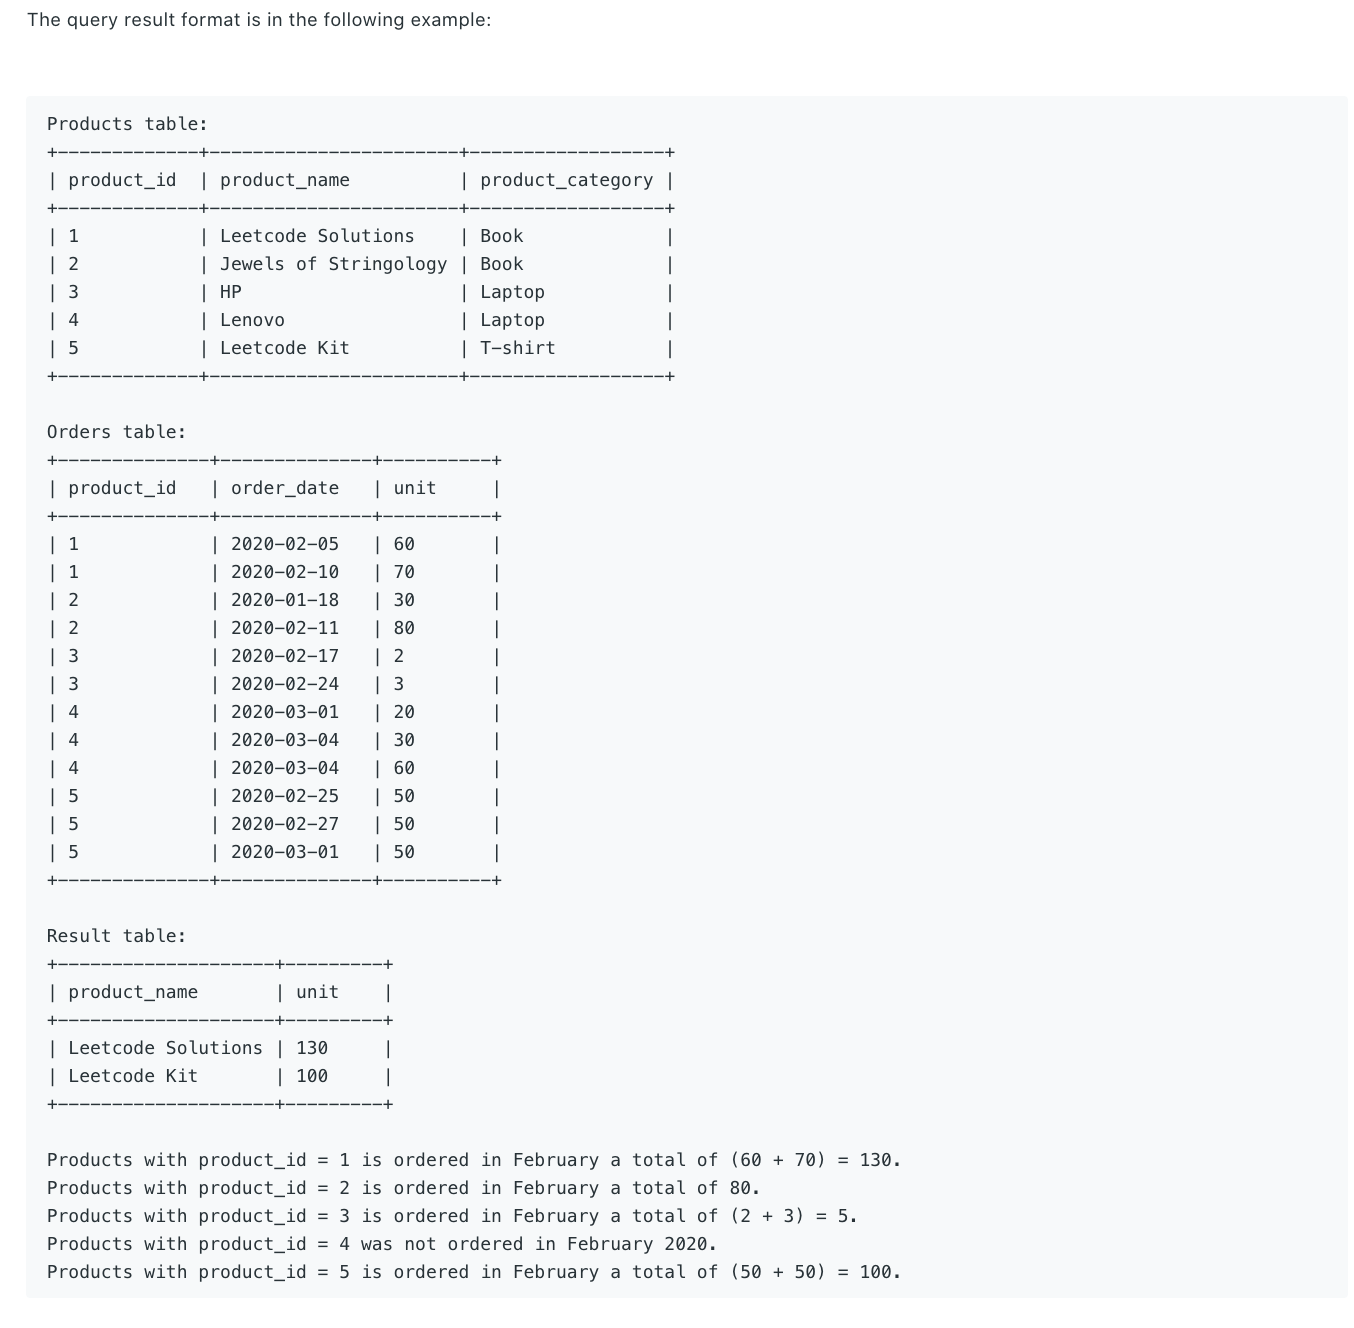 The query result format is in the following example:
Products table:
+-------------+-----------------------+------------------+
| product_id  | product_name          | product_category |
+-------------+-----------------------+------------------+
| 1           | Leetcode Solutions    | Book             |
| 2           | Jewels of Stringology | Book             |
| 3           | HP                    | Laptop           |
| 4           | Lenovo                | Laptop           |
| 5           | Leetcode Kit          | T-shirt          |
+-------------+-----------------------+------------------+
Orders table:
+--------------+--------------+----------+
| product_id   | order_date   | unit     |
+--------------+--------------+----------+
| 1            | 2020-02-05   | 60       |
| 1            | 2020-02-10   | 70       |
| 2            | 2020-01-18   | 30       |
| 2            | 2020-02-11   | 80       |
| 3            | 2020-02-17   | 2        |
| 3            | 2020-02-24   | 3        |
| 4            | 2020-03-01   | 20       |
| 4            | 2020-03-04   | 30       |
| 4            | 2020-03-04   | 60       |
| 5            | 2020-02-25   | 50       |
| 5            | 2020-02-27   | 50       |
| 5            | 2020-03-01   | 50       |
+--------------+--------------+----------+
Result table:
+--------------------+---------+
| product_name       | unit    |
+--------------------+---------+
| Leetcode Solutions | 130     |
| Leetcode Kit       | 100     |
+--------------------+---------+
Products with product_id = 1 is ordered in February a total of (60 + 70) = 130.
Products with product_id = 2 is ordered in February a total of 80.
Products with product_id = 3 is ordered in February a total of (2 + 3) = 5.
Products with product_id = 4 was not ordered in February 2020.
Products with product_id = 5 is ordered in February a total of (50 + 50) = 100.